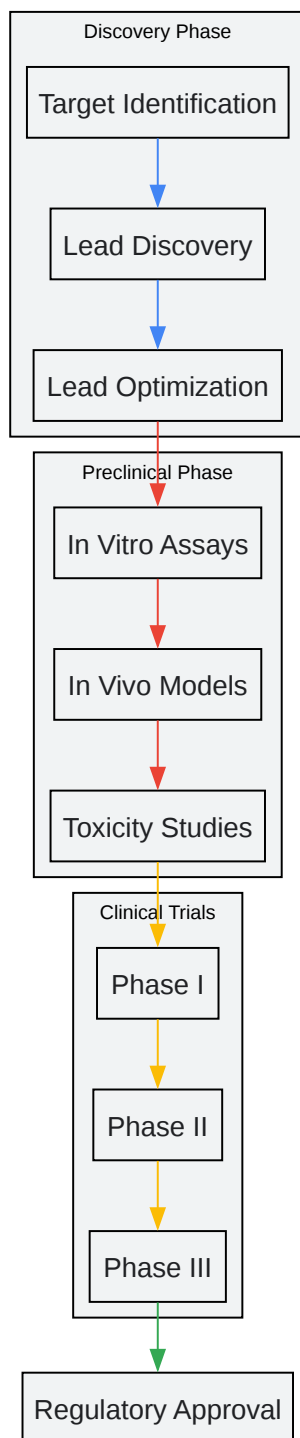 Discovery Phase
Target Identification
Lead Discovery
Lead Optimization
Preclinical Phase
In Vitro Assays
In Vivo Models
Toxicity Studies
Clinical Trials
Phase I
Phase II
Phase III
Regulatory Approval